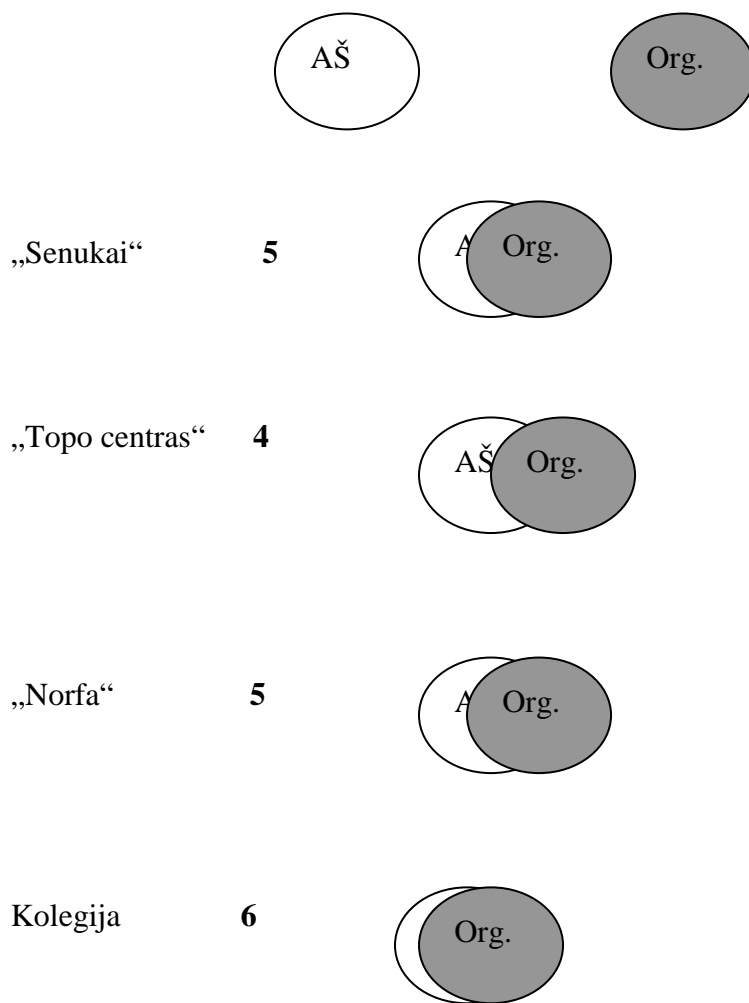 AŠ Org.
„Senukai“ 5 A Org.
„Topo centras“ 4 AŠ Org.
„Norfa“ 5 A Org.
Kolegija 6 Org.